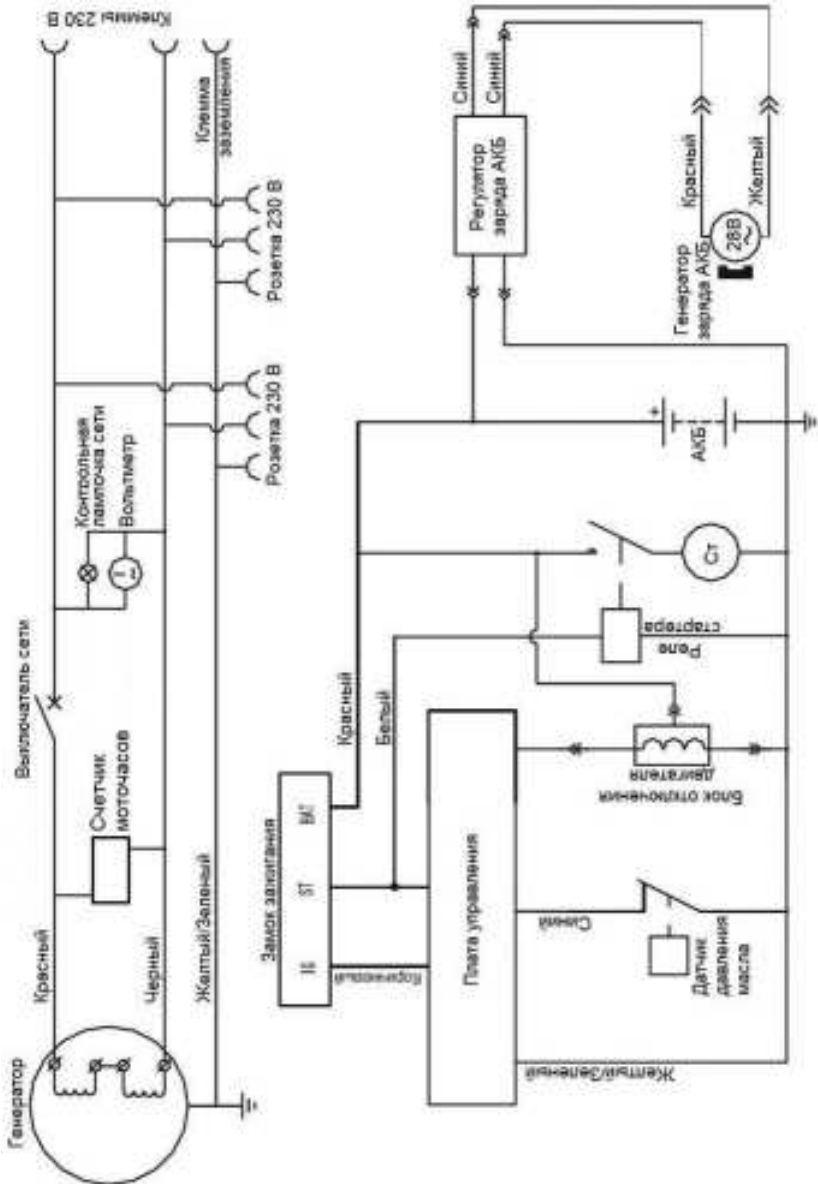 Генератор
Красный
Черный
Желтый/Зеленый
Счетчик
моточасов
Выключатель сети
Контрольная
лампочка сети
Вольтметр
Розетка 230 В
Розетка 230 В
Клеммы 230 В
Клемма
заземления
Замок зажигания
IG
ST
BAT
Коричневый
Красный
Белый
Плата управления
Желтый/Зеленый
Синий
Датчик
давления
масла
Блок отключения
двигателя
Реле
стартера
Ст
+
АКБ
Регулятор
заряда АКБ
Синий
Синий
Красный
Желтый
Генератор
заряда АКБ
28В
~